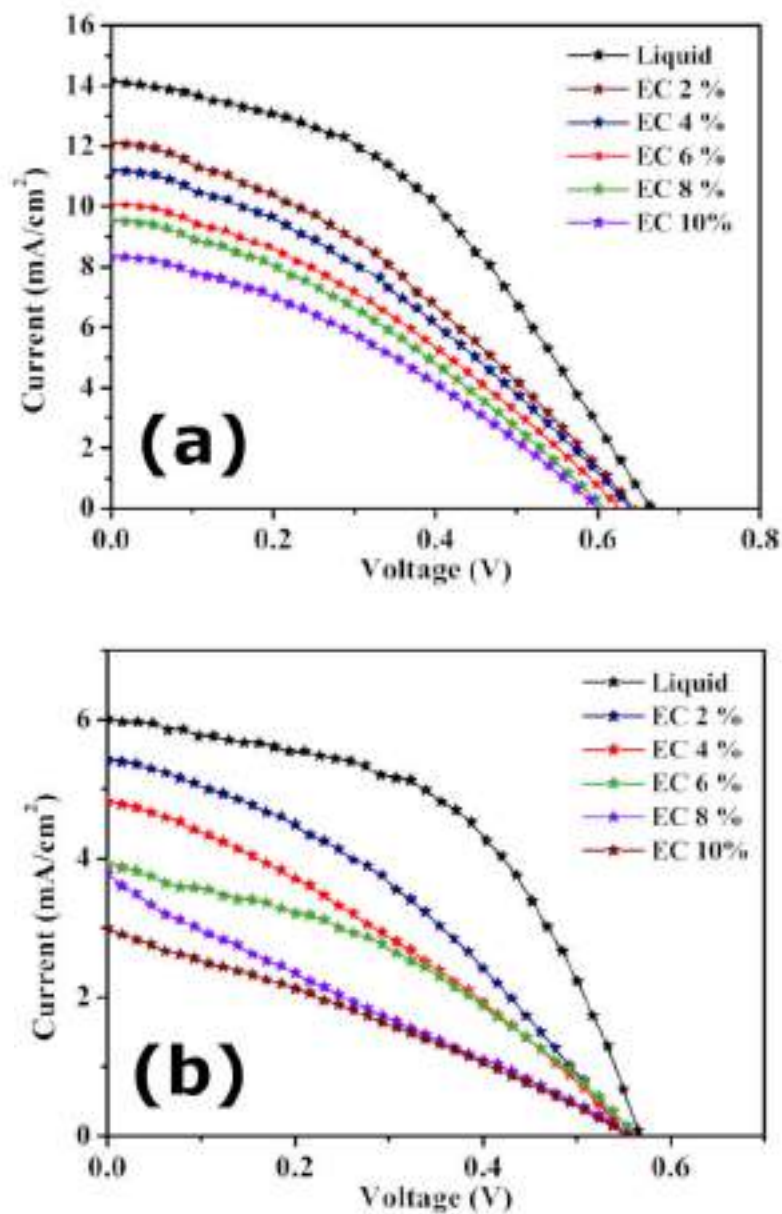 16
14
12
10
8
6
4
2
0
Current (mA/cm²)
Liquid
EC 2 %
EC 4 %
EC 6 %
EC 8 %
EC 10%
(a)
0.0 0.2 0.4 0.6 0.8
Voltage (V)
6
4
2
0
Current (mA/cm²)
Liquid
EC 2 %
EC 4 %
EC 6 %
EC 8 %
EC 10%
(b)
0.0 0.2 0.4 0.6
Voltage (V)